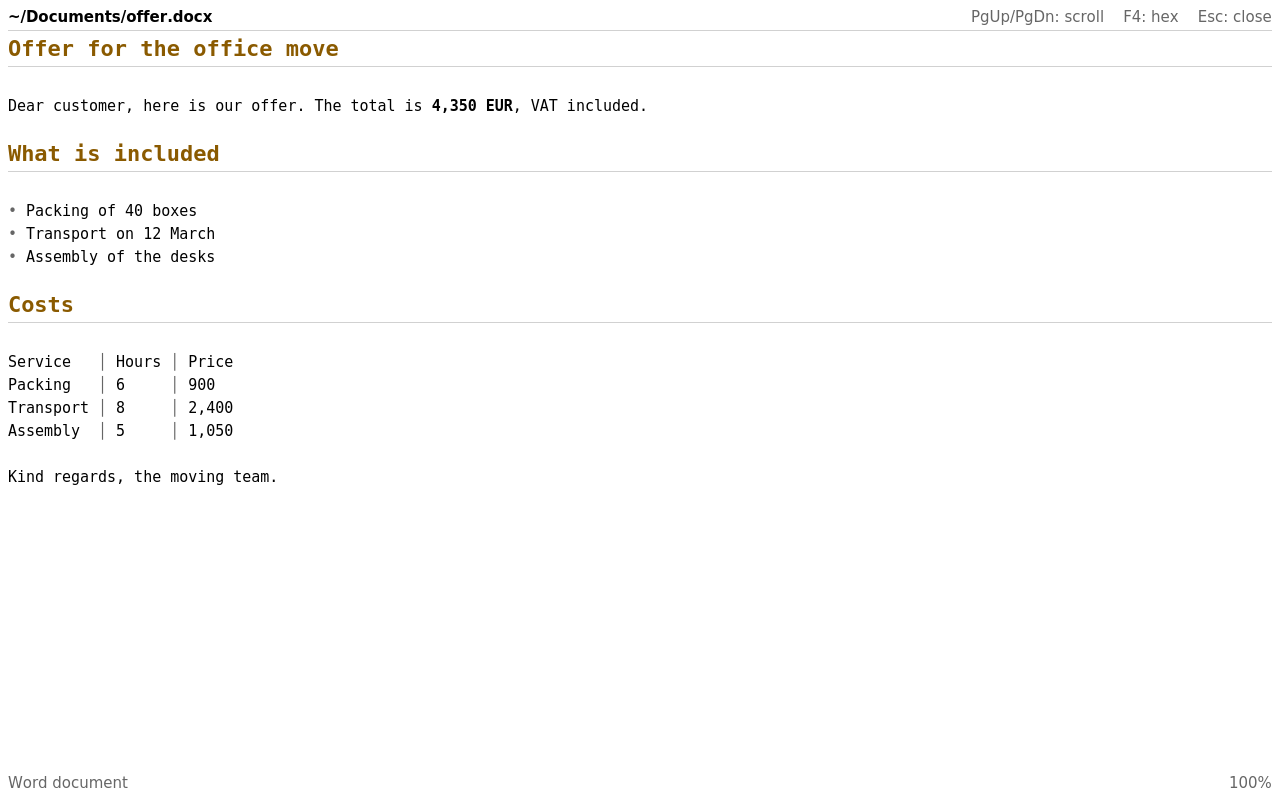 ~/Documents/offer.docx PgUp/PgDn: scroll F4: hex Esc: close
Offer for the office move
Dear customer, here is our offer. The total is 4,350 EUR, VAT included.
What is included
• Packing of 40 boxes
• Transport on 12 March
• Assembly of the desks
Costs
Service │ Hours │ Price
Packing │ 6 │ 900
Transport │ 8 │ 2,400
Assembly │ 5 │ 1,050
Kind regards, the moving team.
Word document 100%